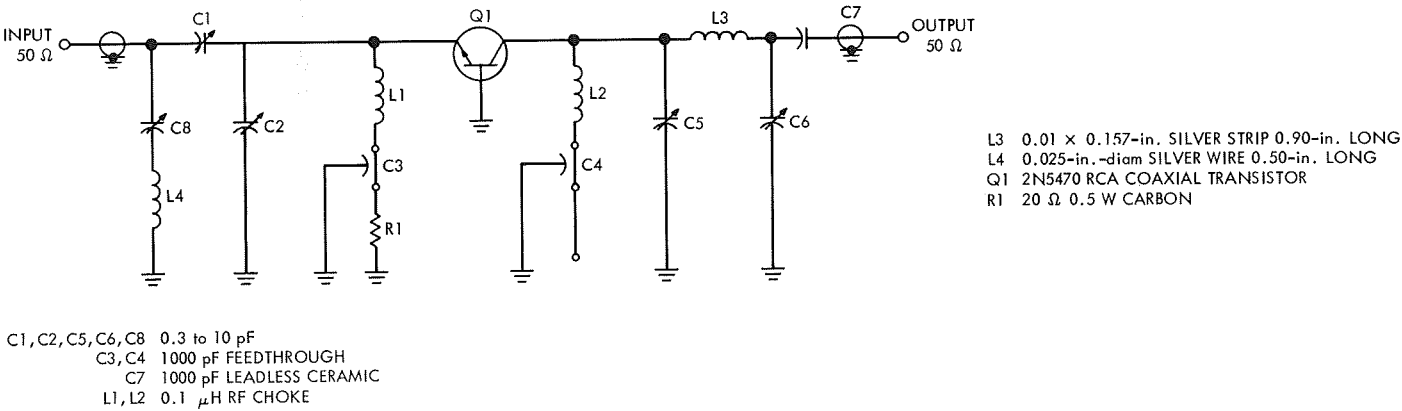 C1
Q1
L3
C7
INPUT
50 Ω
OUTPUT
50 Ω
L1
L2
C8
C2
C5
C6
C3
C4
L4
R1
L3 0.01 × 0.157-in. SILVER STRIP 0.90-in. LONG
L4 0.025-in.-diam SILVER WIRE 0.50-in. LONG
Q1 2N5470 RCA COAXIAL TRANSISTOR
R1 20 Ω 0.5 W CARBON
C1, C2, C5, C6, C8 0.3 to 10 pF
C3, C4 1000 pF FEEDTHROUGH
C7 1000 pF LEADLESS CERAMIC
L1, L2 0.1 μH RF CHOKE